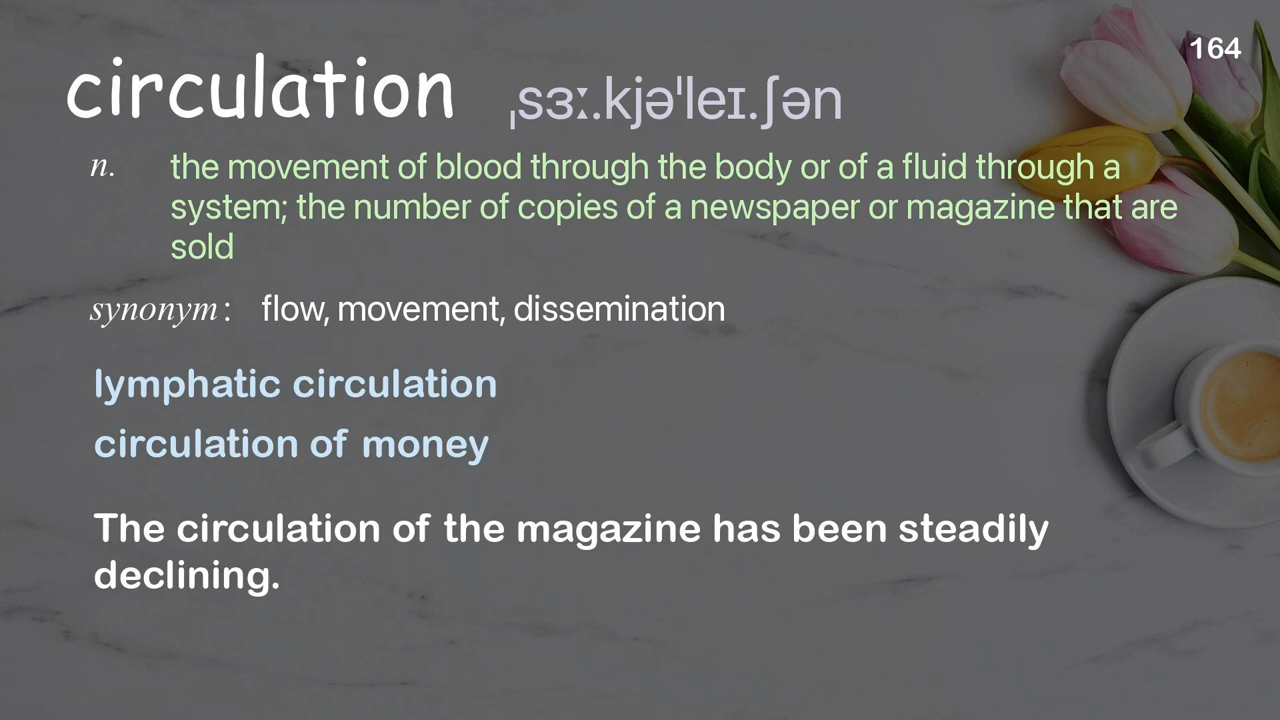 164
circulation ˌsɜː.kjəˈleɪ.ʃən
n. the movement of blood through the body or of a fluid through a
system; the number of copies of a newspaper or magazine that are
sold
synonym: flow, movement, dissemination
lymphatic circulation
circulation of money
The circulation of the magazine has been steadily
declining.